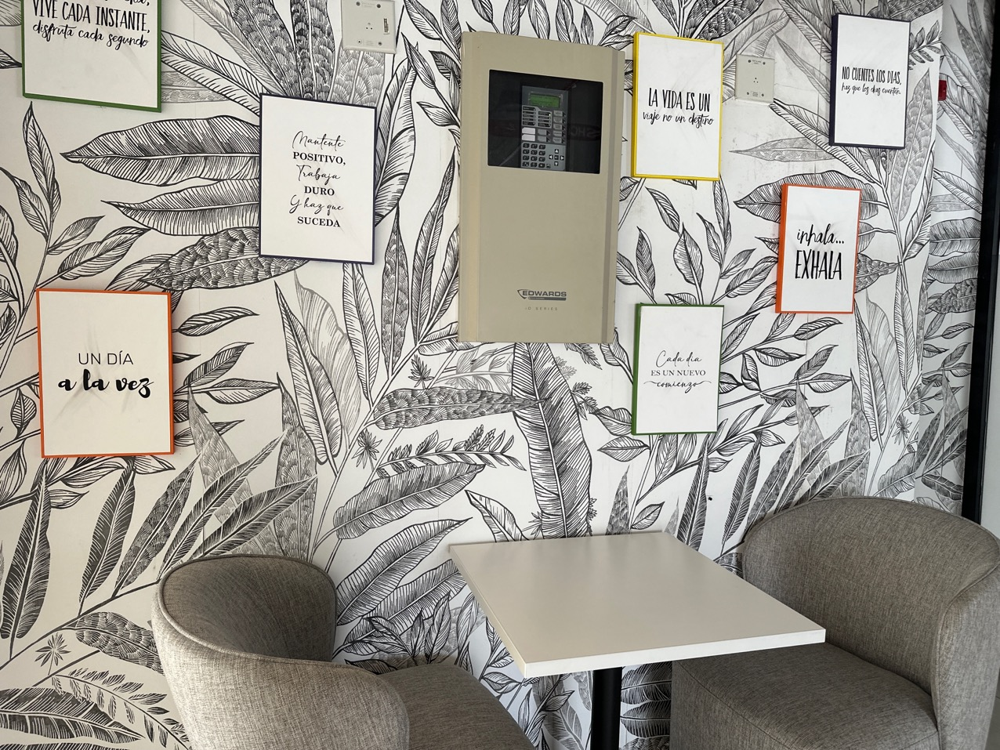 VIVE CADA INSTANTE,
disfruta cada segundo
Mantente
POSITIVO,
Trabaja
DURO
Y haz que
SUCEDA
UN DÍA
a la vez
EDWARDS
iO SERIES
LA VIDA ES UN
viaje no un destino
NO CUENTES LOS DIAS,
haz que los dias cuenten.
inhala...
EXHALA
Cada dia
ES UN NUEVO
comienzo